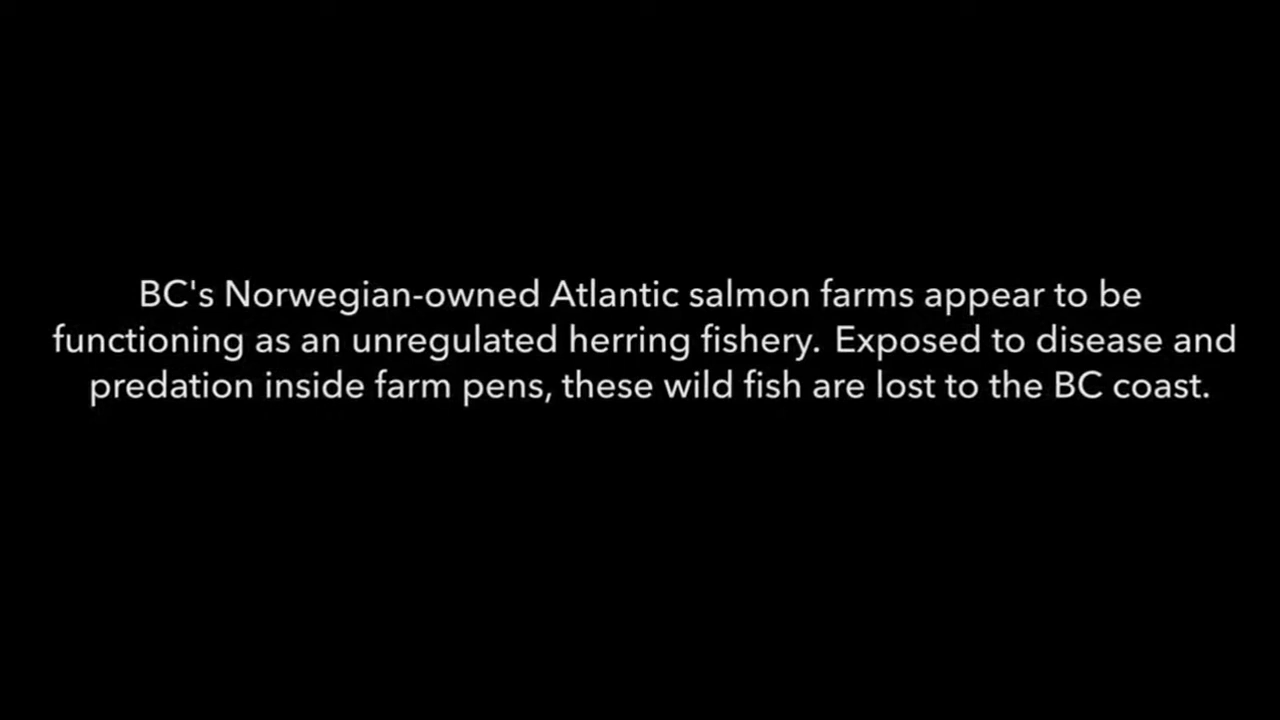 BC's Norwegian-owned Atlantic salmon farms appear to be
functioning as an unregulated herring fishery. Exposed to disease and
predation inside farm pens, these wild fish are lost to the BC coast.